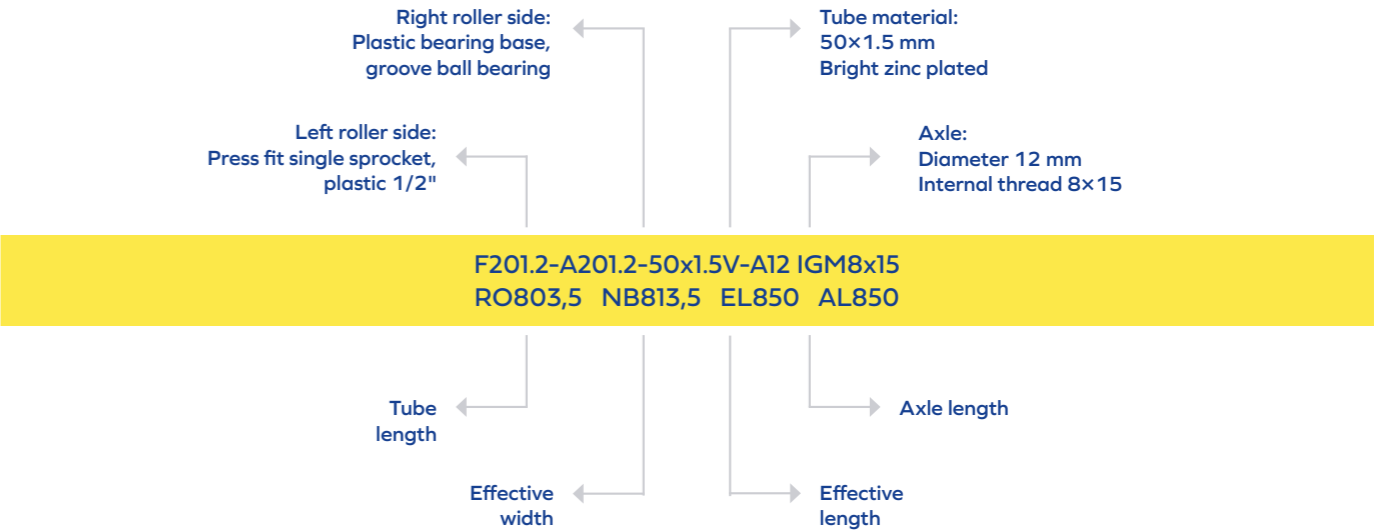 Right roller side:
Plastic bearing base,
groove ball bearing
Tube material:
50×1.5 mm
Bright zinc plated
Left roller side:
Press fit single sprocket,
plastic 1/2"
Axle:
Diameter 12 mm
Internal thread 8×15
F201.2-A201.2-50x1.5V-A12 IGM8x15
RO803,5 NB813,5 EL850 AL850
Tube
length
Axle length
Effective
width
Effective
length